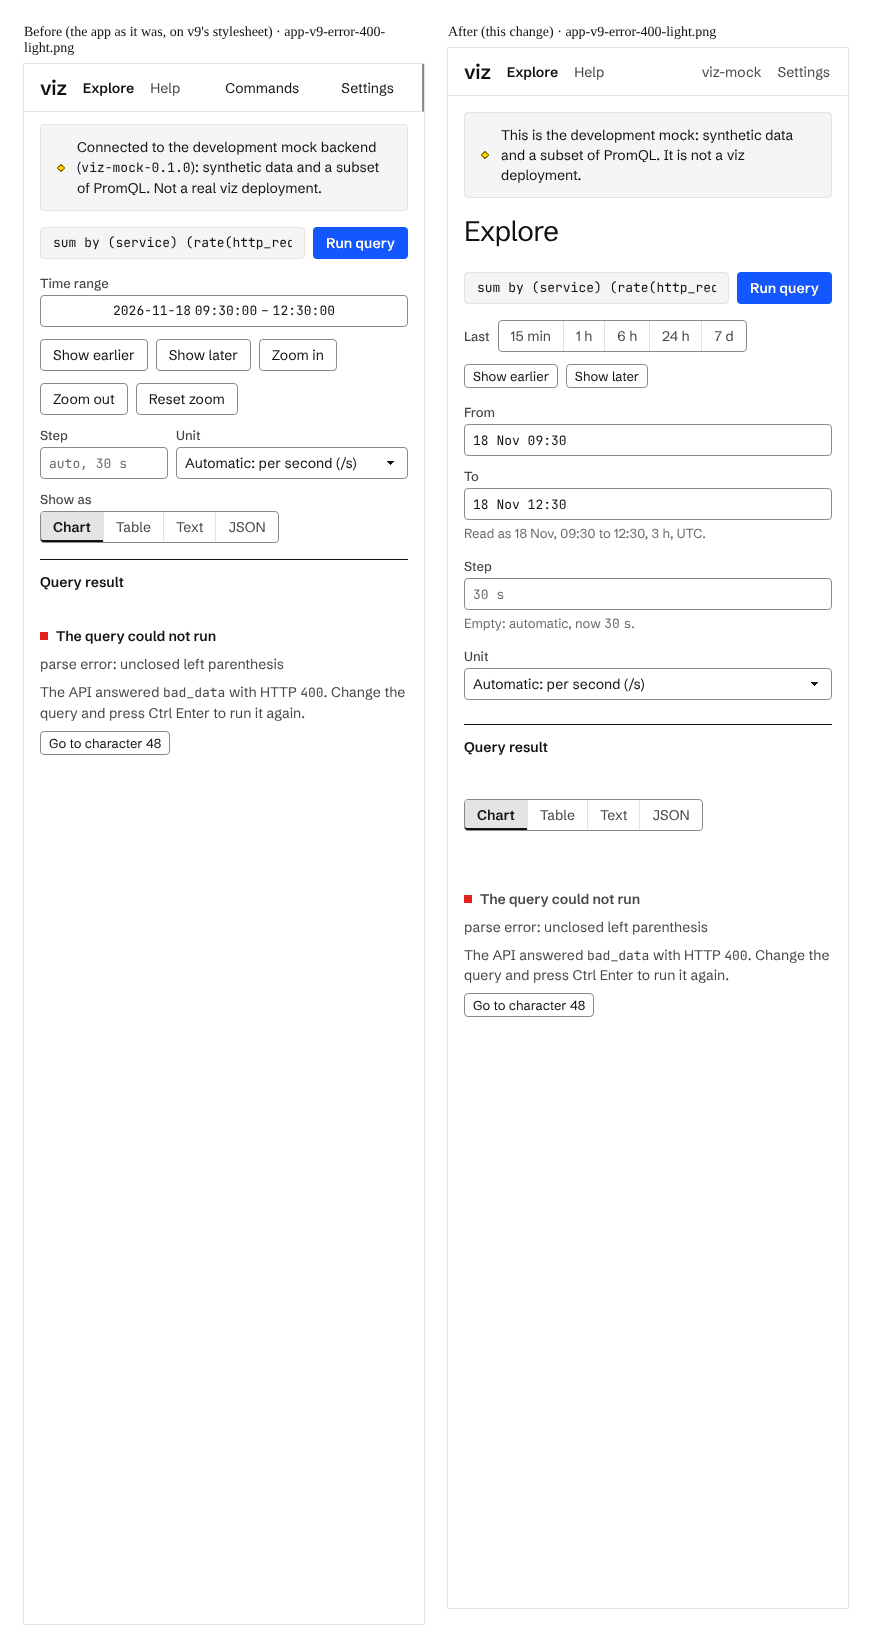 Before (the app as it was, on v9's stylesheet) · app-v9-error-400-
light.png
viz Explore Help Commands Settings
Connected to the development mock backend
(viz-mock-0.1.0): synthetic data and a subset
of PromQL. Not a real viz deployment.
sum by (service) (rate(http_rec
Run query
Time range
2026-11-18 09:30:00 – 12:30:00
Show earlier Show later Zoom in
Zoom out Reset zoom
Step Unit
auto, 30 s Automatic: per second (/s)
Show as
Chart Table Text JSON
Query result
The query could not run
parse error: unclosed left parenthesis
The API answered bad_data with HTTP 400. Change the
query and press Ctrl Enter to run it again.
Go to character 48
After (this change) · app-v9-error-400-light.png
viz Explore Help viz-mock Settings
This is the development mock: synthetic data
and a subset of PromQL. It is not a viz
deployment.
Explore
sum by (service) (rate(http_rec
Run query
Last 15 min 1 h 6 h 24 h 7 d
Show earlier Show later
From
18 Nov 09:30
To
18 Nov 12:30
Read as 18 Nov, 09:30 to 12:30, 3 h, UTC.
Step
30 s
Empty: automatic, now 30 s.
Unit
Automatic: per second (/s)
Query result
Chart Table Text JSON
The query could not run
parse error: unclosed left parenthesis
The API answered bad_data with HTTP 400. Change the
query and press Ctrl Enter to run it again.
Go to character 48